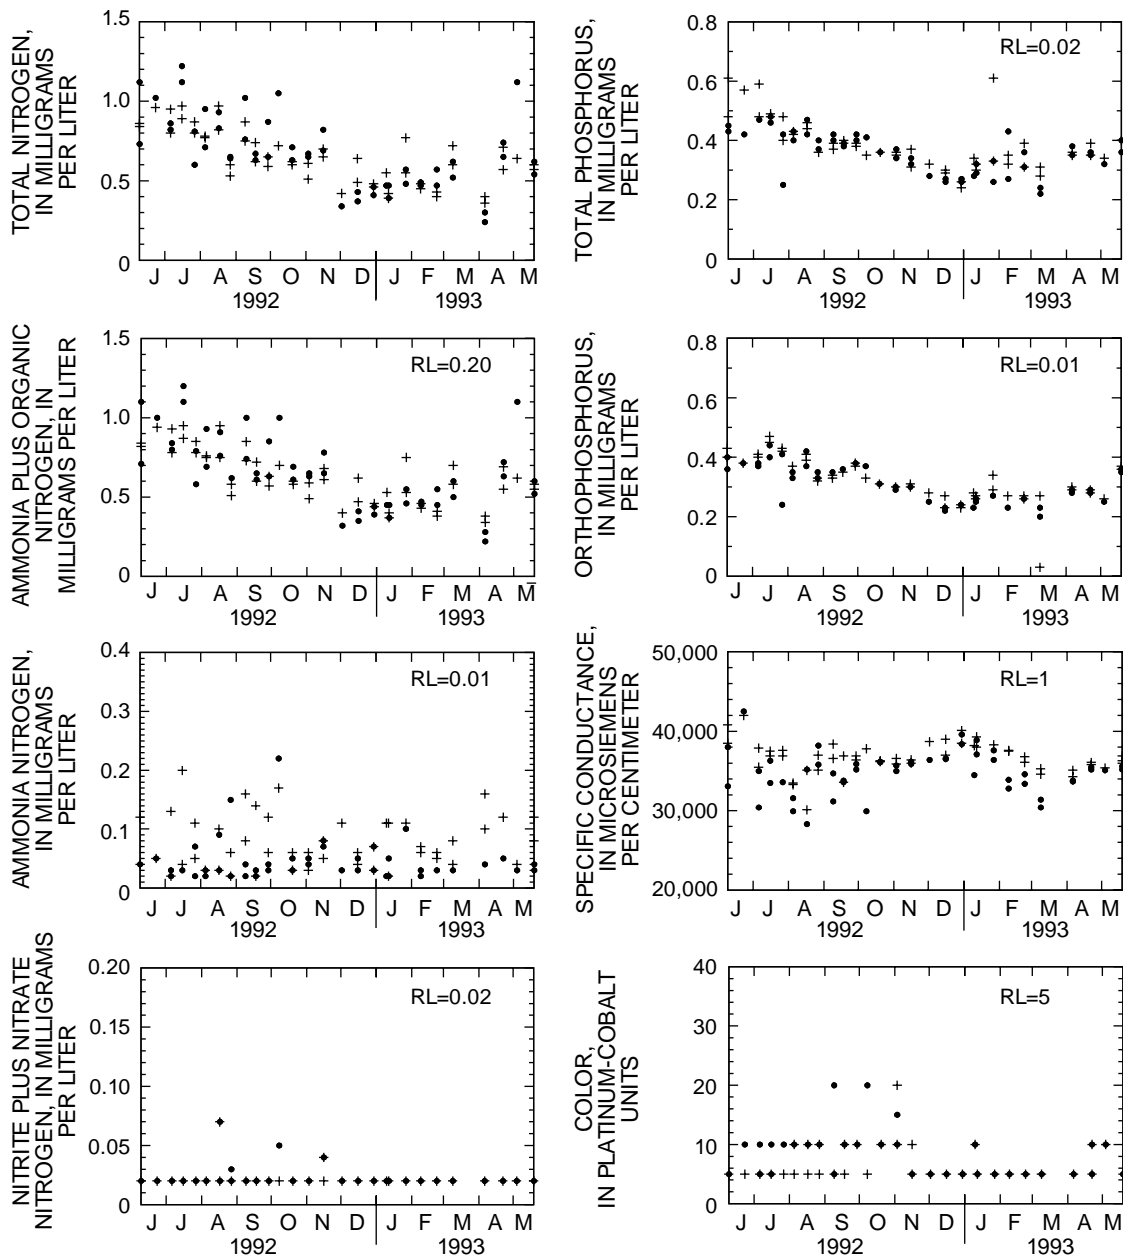 TOTAL NITROGEN,
IN MILLIGRAMS
PER LITER
1.5
1.0
0.5
0
J J A S O N D J F M A M
1992 1993
TOTAL PHOSPHORUS,
IN MILLIGRAMS
PER LITER
0.8
0.6
0.4
0.2
0
RL=0.02
J J A S O N D J F M A M
1992 1993
AMMONIA PLUS ORGANIC
NITROGEN, IN
MILLIGRAMS PER LITER
1.5
1.0
0.5
0
RL=0.20
J J A S O N D J F M A M
1992 1993
ORTHOPHOSPHORUS,
IN MILLIGRAMS
PER LITER
0.8
0.6
0.4
0.2
0
RL=0.01
J J A S O N D J F M A M
1992 1993
AMMONIA NITROGEN,
IN MILLIGRAMS
PER LITER
0.4
0.3
0.2
0.1
0
RL=0.01
J J A S O N D J F M A M
1992 1993
SPECIFIC CONDUCTANCE,
IN MICROSIEMENS
PER CENTIMETER
50,000
40,000
30,000
20,000
RL=1
J J A S O N D J F M A M
1992 1993
NITRITE PLUS NITRATE
NITROGEN, IN MILLIGRAMS
PER LITER
0.20
0.15
0.10
0.05
0
RL=0.02
J J A S O N D J F M A M
1992 1993
COLOR,
IN PLATINUM-COBALT
UNITS
40
30
20
10
0
RL=5
J J A S O N D J F M A M
1992 1993